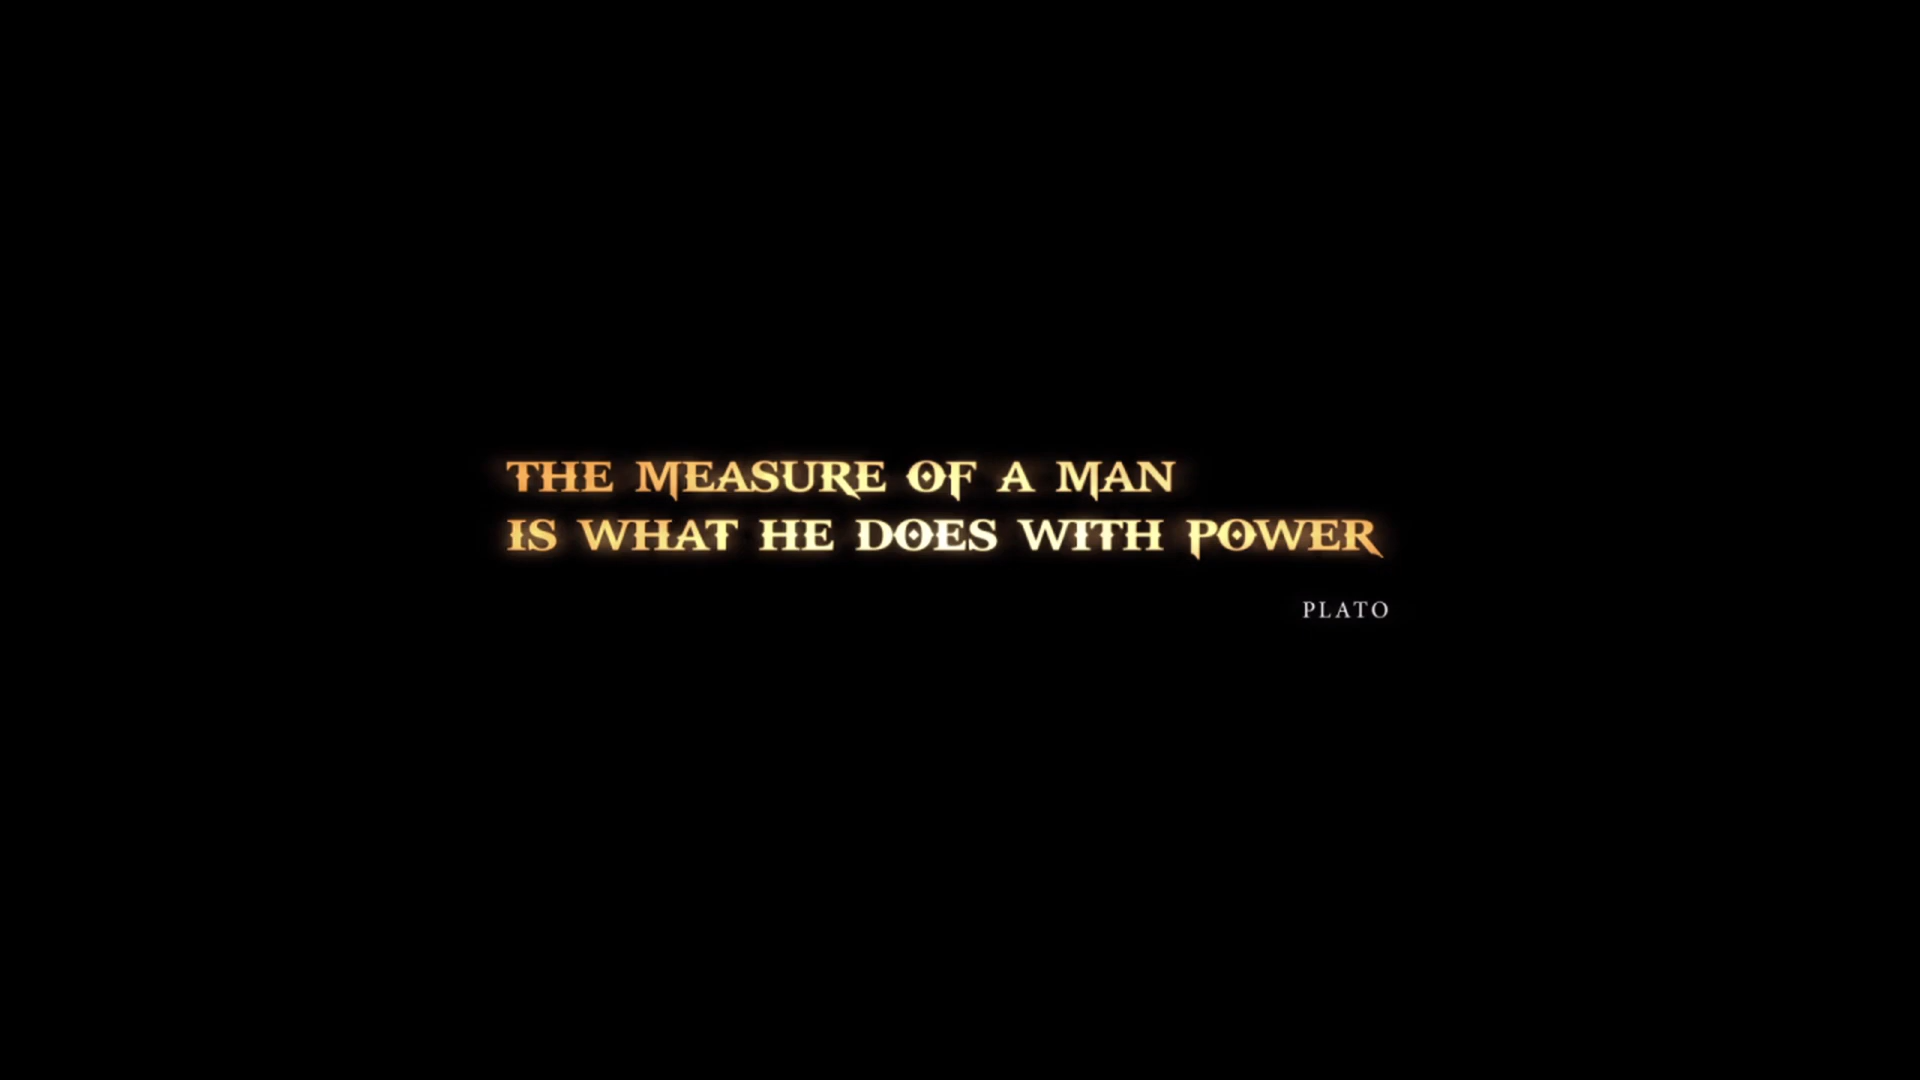 THE MEASURE OF A MAN
IS WHAT HE DOES WITH POWER
PLATO